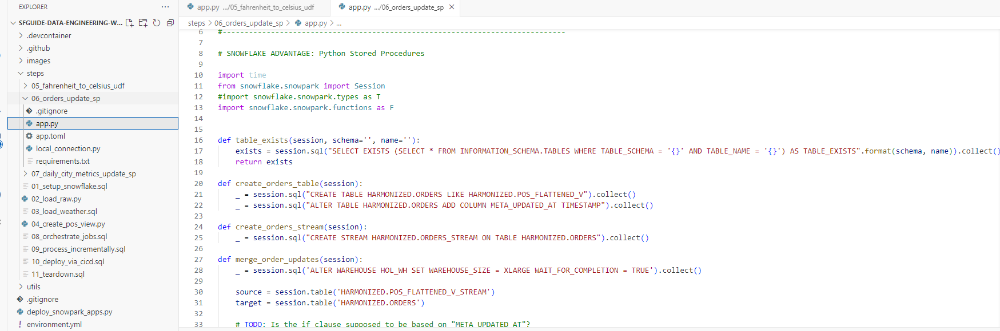 EXPLORER
SFGUIDE-DATA-ENGINEERING-W...
.devcontainer
.github
images
steps
05_fahrenheit_to_celsius_udf
06_orders_update_sp
.gitignore
app.py
app.toml
local_connection.py
requirements.txt
07_daily_city_metrics_update_sp
01_setup_snowflake.sql
02_load_raw.py
03_load_weather.sql
04_create_pos_view.py
08_orchestrate_jobs.sql
09_process_incrementally.sql
10_deploy_via_cicd.sql
11_teardown.sql
utils
.gitignore
deploy_snowpark_apps.py
! environment.yml
app.py .../05_fahrenheit_to_celsius_udf
app.py .../06_orders_update_sp
steps > 06_orders_update_sp > app.py > ...
6 #------------------------------------------------------------------------------
7
8 # SNOWFLAKE ADVANTAGE: Python Stored Procedures
9
10 import time
11 from snowflake.snowpark import Session
12 #import snowflake.snowpark.types as T
13 import snowflake.snowpark.functions as F
14
15
16 def table_exists(session, schema='', name=''):
17     exists = session.sql("SELECT EXISTS (SELECT * FROM INFORMATION_SCHEMA.TABLES WHERE TABLE_SCHEMA = '{}' AND TABLE_NAME = '{}') AS TABLE_EXISTS".format(schema, name)).collect()
18     return exists
19
20 def create_orders_table(session):
21     _ = session.sql("CREATE TABLE HARMONIZED.ORDERS LIKE HARMONIZED.POS_FLATTENED_V").collect()
22     _ = session.sql("ALTER TABLE HARMONIZED.ORDERS ADD COLUMN META_UPDATED_AT TIMESTAMP").collect()
23
24 def create_orders_stream(session):
25     _ = session.sql("CREATE STREAM HARMONIZED.ORDERS_STREAM ON TABLE HARMONIZED.ORDERS").collect()
26
27 def merge_order_updates(session):
28     _ = session.sql('ALTER WAREHOUSE HOL_WH SET WAREHOUSE_SIZE = XLARGE WAIT_FOR_COMPLETION = TRUE').collect()
29
30     source = session.table('HARMONIZED.POS_FLATTENED_V_STREAM')
31     target = session.table('HARMONIZED.ORDERS')
32
33     # TODO: Is the if clause supposed to be based on "META_UPDATED_AT"?